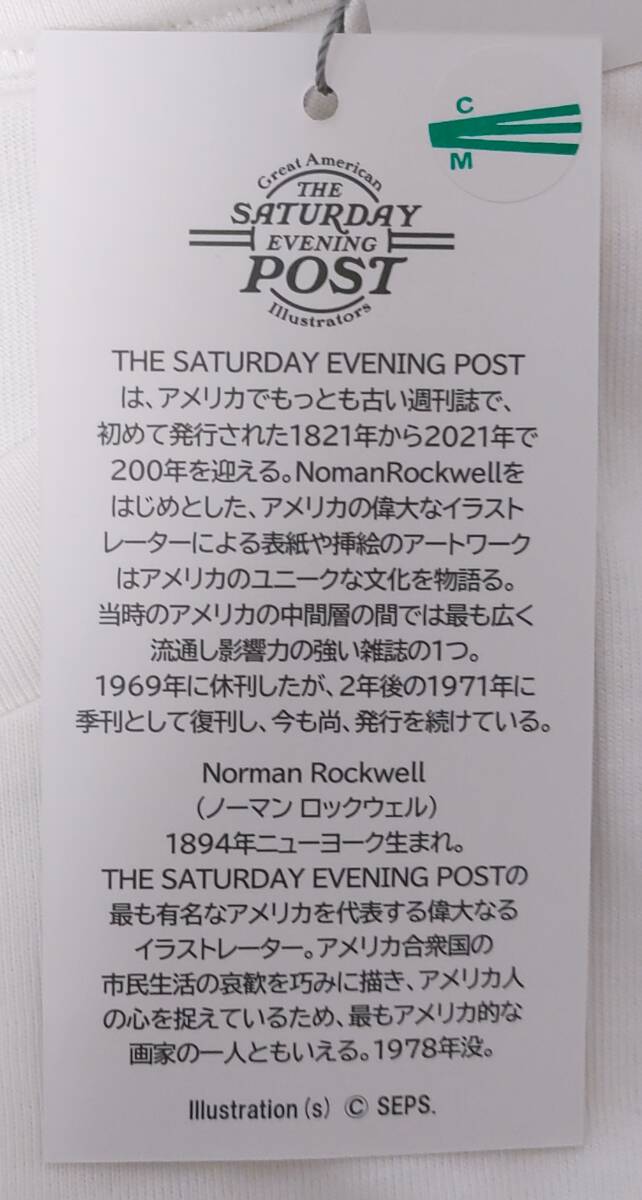 C
M
Great American
THE
SATURDAY
EVENING
POST
Illustrators
THE SATURDAY EVENING POST
は、アメリカでもっとも古い週刊誌で、
初めて発行された1821年から2021年で
200年を迎える。NomanRockwellを
はじめとした、アメリカの偉大なイラスト
レーターによる表紙や挿絵のアートワーク
はアメリカのユニークな文化を物語る。
当時のアメリカの中間層の間では最も広く
流通し影響力の強い雑誌の1つ。
1969年に休刊したが、2年後の1971年に
季刊として復刊し、今も尚、発行を続けている。
Norman Rockwell
（ノーマン ロックウェル）
1894年ニューヨーク生まれ。
THE SATURDAY EVENING POSTの
最も有名なアメリカを代表する偉大なる
イラストレーター。アメリカ合衆国の
市民生活の哀歓を巧みに描き、アメリカ人
の心を捉えているため、最もアメリカ的な
画家の一人ともいえる。1978年没。
Illustration (s) © SEPS.